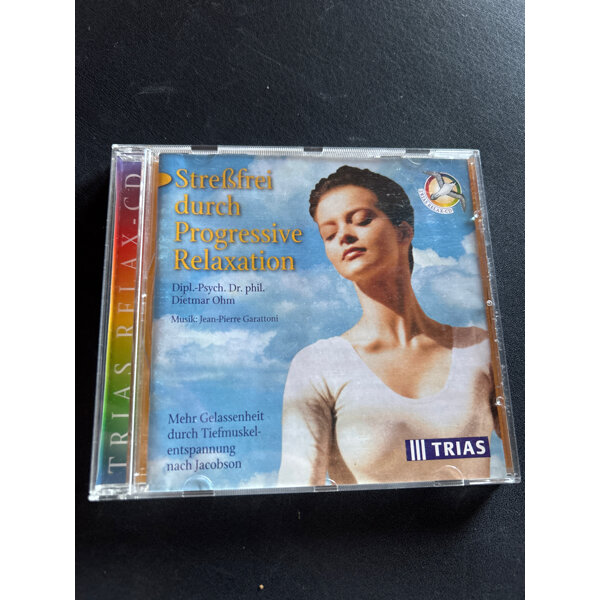 TRIAS RELAX-CD
Streßfrei
durch
Progressive
Relaxation
Dipl.-Psych. Dr. phil.
Dietmar Ohm
Musik: Jean-Pierre Garattoni
Mehr Gelassenheit
durch Tiefmuskel-
entspannung
nach Jacobson
TRIAS